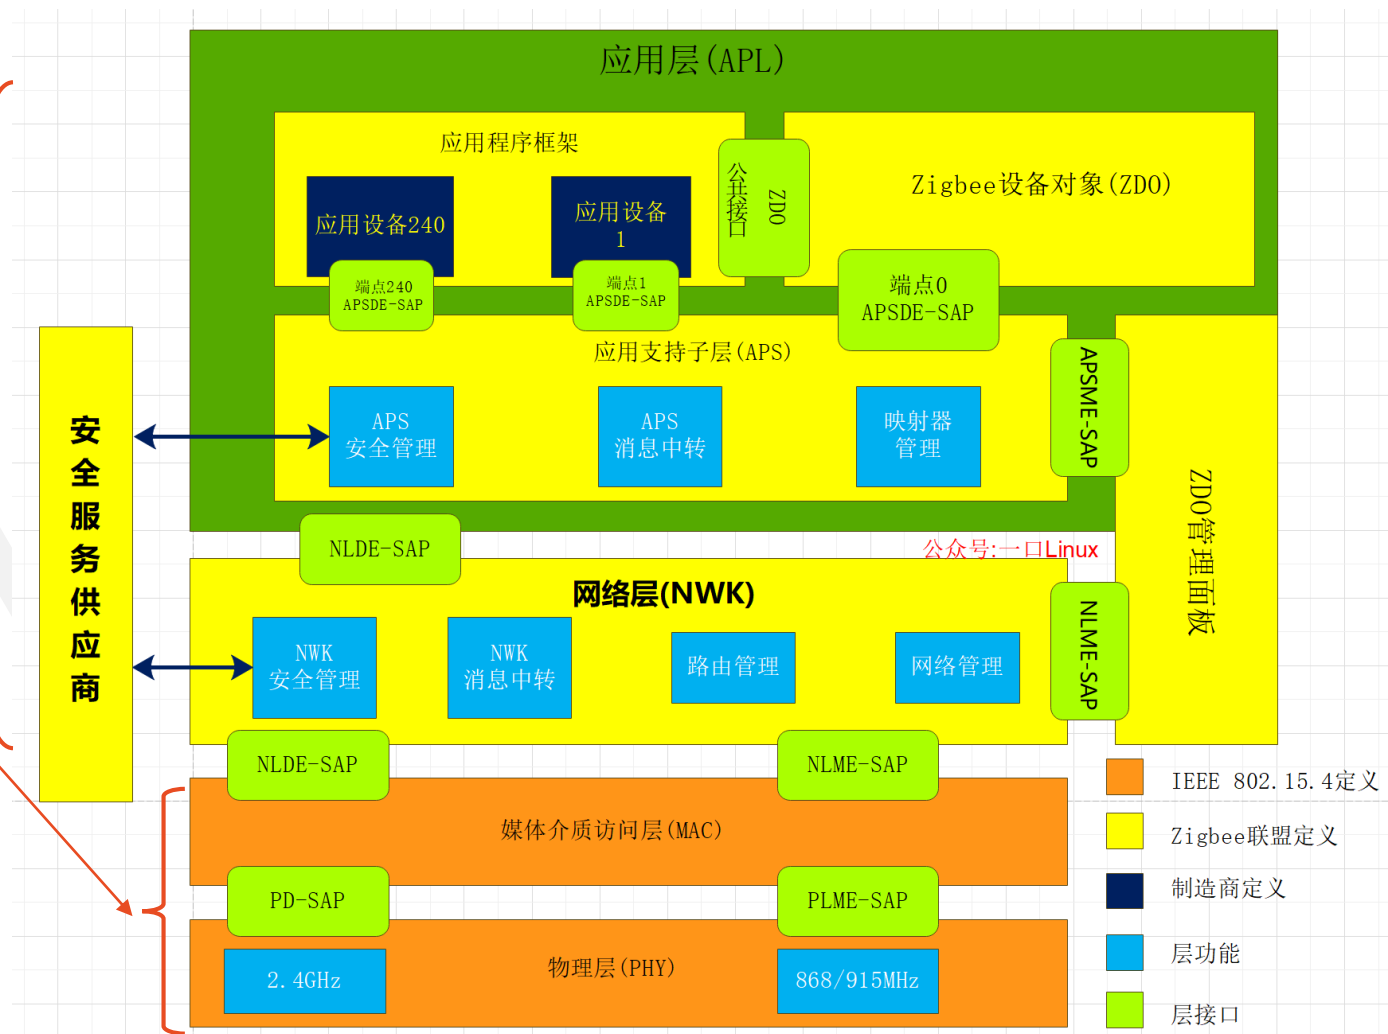 应用层(APL)
应用程序框架
应用设备240
应用设备
1
公共接口
ZDO
Zigbee设备对象(ZDO)
端点240
APSDE-SAP
端点1
APSDE-SAP
端点0
APSDE-SAP
应用支持子层(APS)
APS
安全管理
APS
消息中转
映射器
管理
APSME-SAP
安全服务供应商
ZDO管理面板
NLDE-SAP
公众号:一口Linux
网络层(NWK)
NWK
安全管理
NWK
消息中转
路由管理
网络管理
NLME-SAP
NLDE-SAP
NLME-SAP
媒体介质访问层(MAC)
PD-SAP
PLME-SAP
物理层(PHY)
2.4GHz
868/915MHz
IEEE 802.15.4定义
Zigbee联盟定义
制造商定义
层功能
层接口